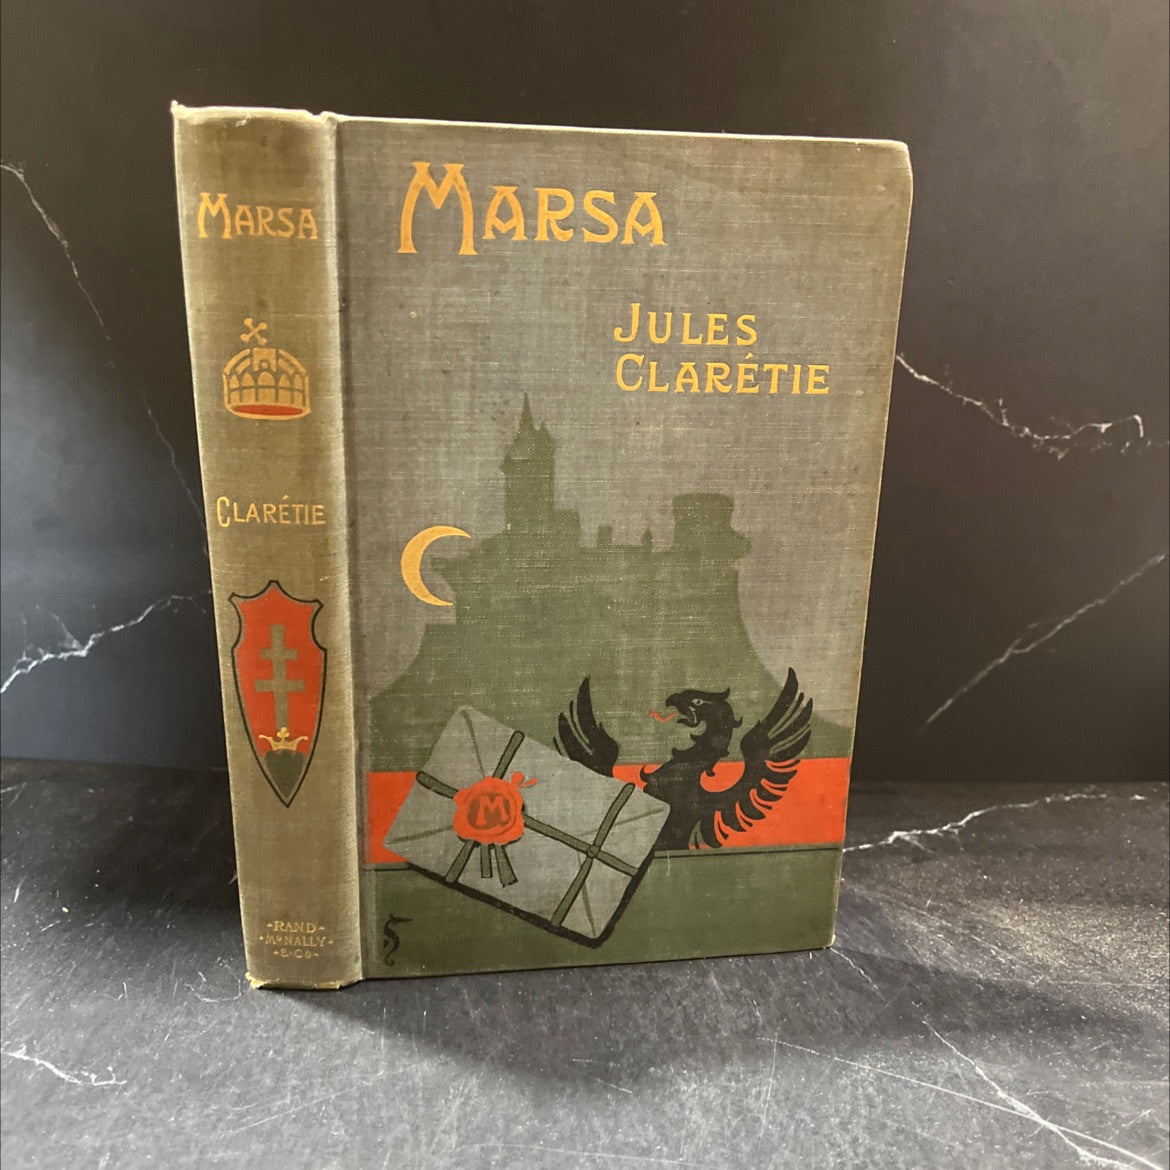 MARSA
CLARÉTIE
RAND
MCNALLY
& CO
MARSA
JULES
CLARÉTIE
M